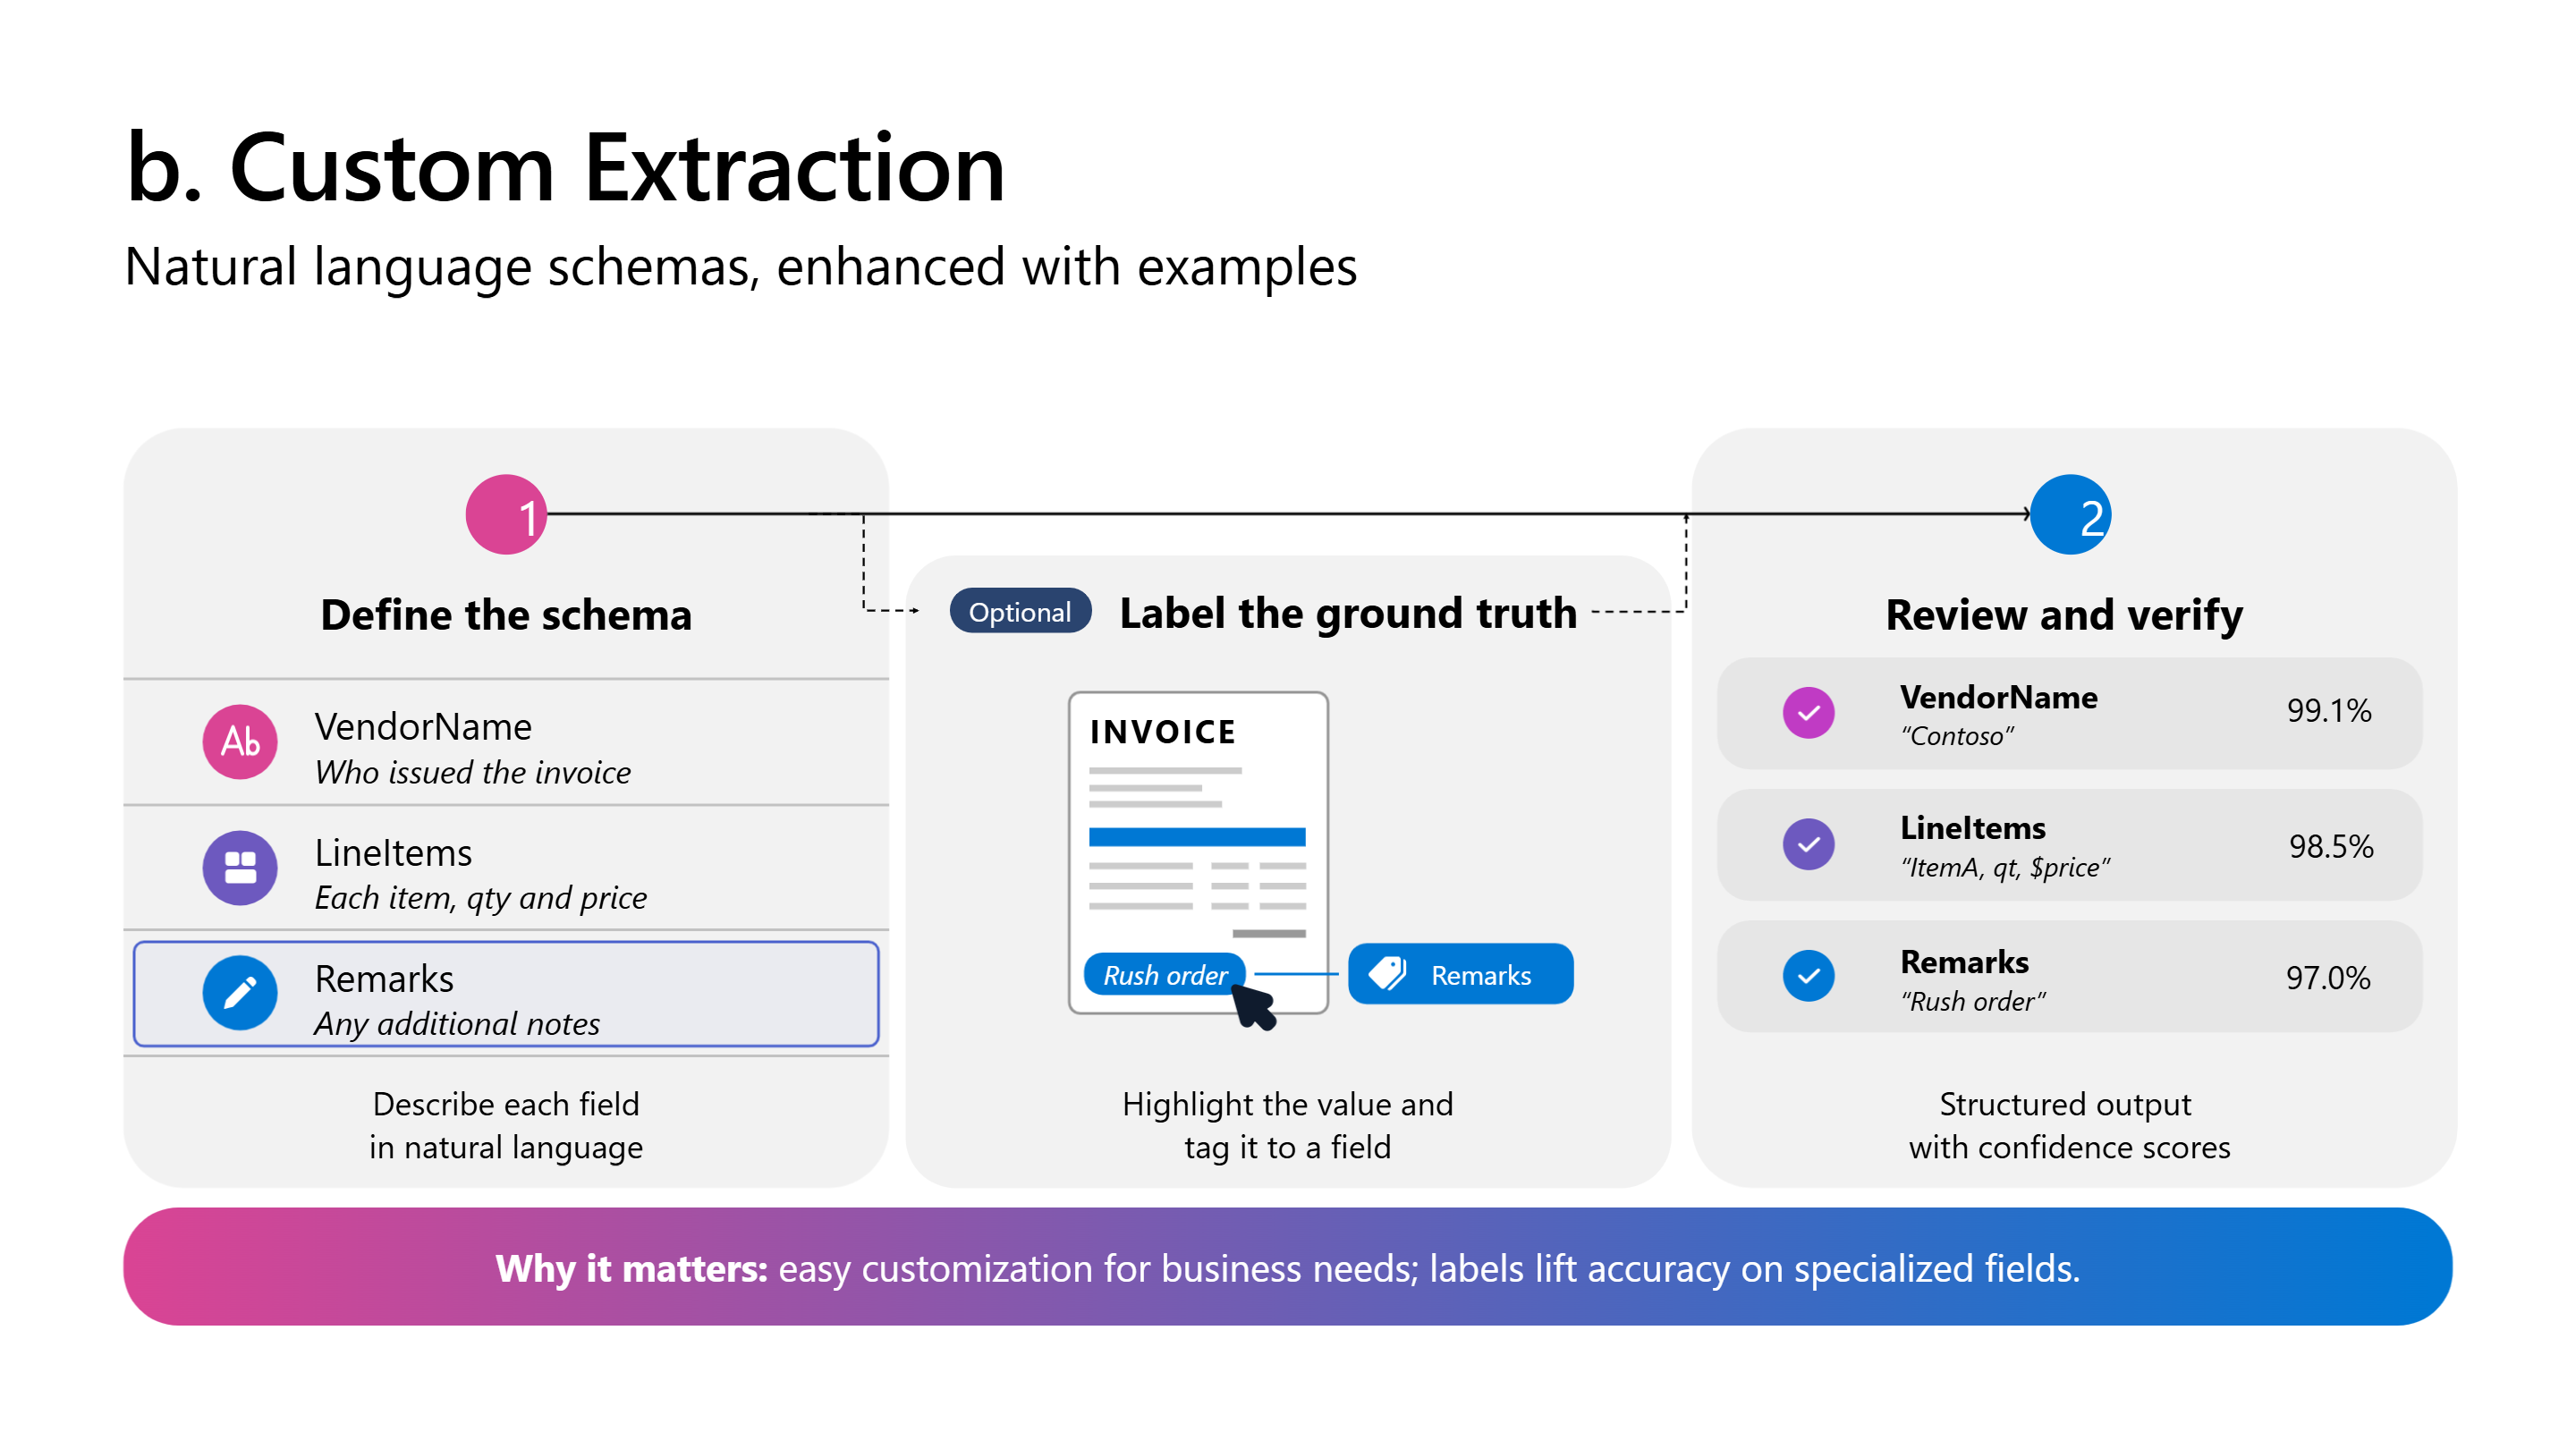 b. Custom Extraction
Natural language schemas, enhanced with examples
1
Define the schema
Ab
VendorName
Who issued the invoice
LineItems
Each item, qty and price
Remarks
Any additional notes
Describe each field
in natural language
Optional
Label the ground truth
INVOICE
Rush order
Remarks
Highlight the value and
tag it to a field
2
Review and verify
VendorName
“Contoso”
99.1%
LineItems
“ItemA, qt, $price”
98.5%
Remarks
“Rush order”
97.0%
Structured output
with confidence scores
Why it matters: easy customization for business needs; labels lift accuracy on specialized fields.